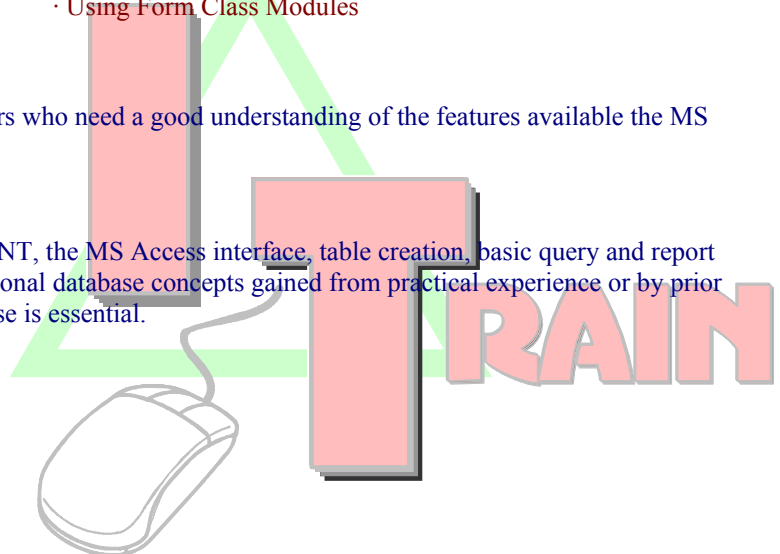 · Using Form Class Modules
rs who need a good understanding of the features available the MS
NT, the MS Access interface, table creation, basic query and report
onal database concepts gained from practical experience or by prior
se is essential.
I TRAIN